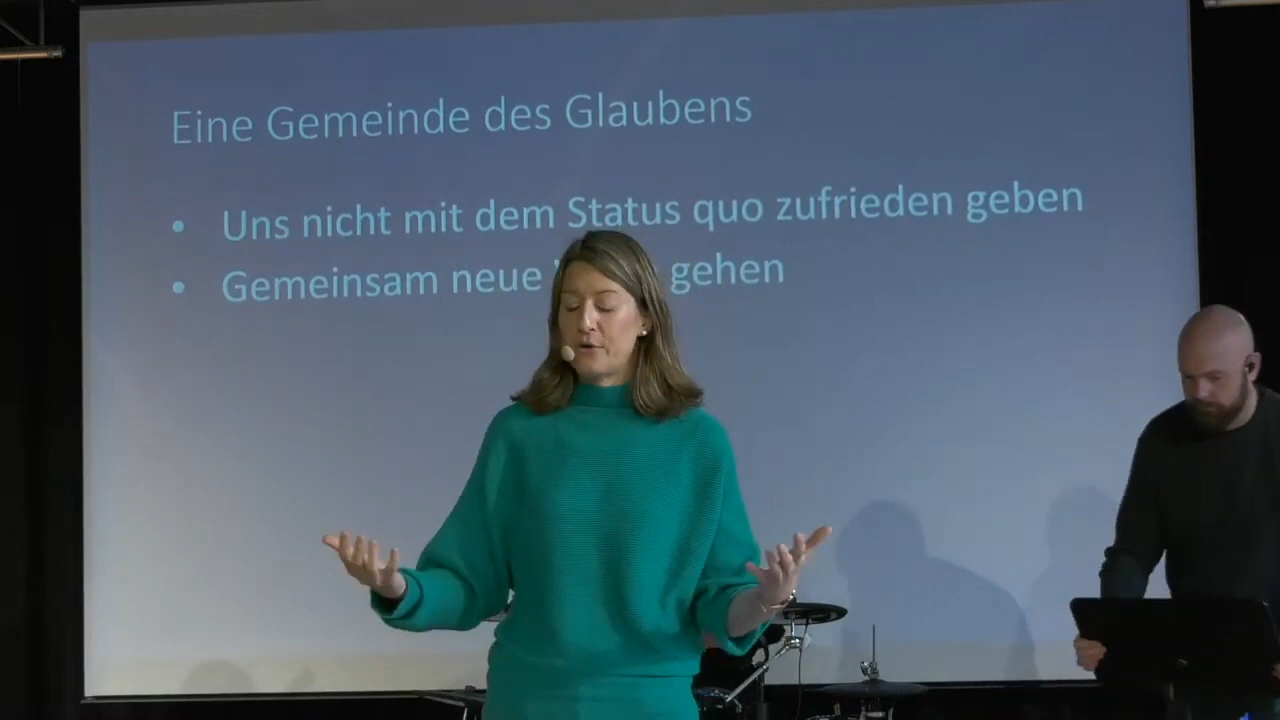 Eine Gemeinde des Glaubens
• Uns nicht mit dem Status quo zufrieden geben
• Gemeinsam neue gehen